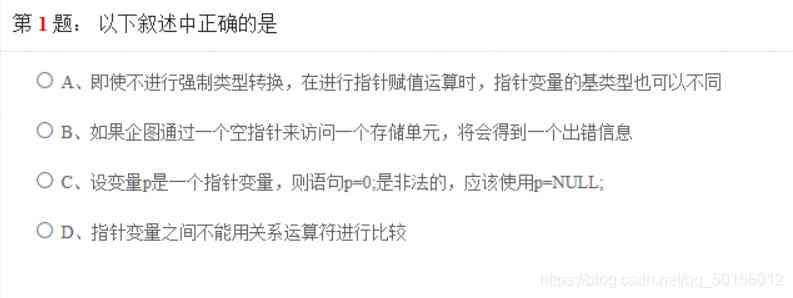 第 1 题： 以下叙述中正确的是
A、即使不进行强制类型转换，在进行指针赋值运算时，指针变量的基类型也可以不同
B、如果企图通过一个空指针来访问一个存储单元，将会得到一个出错信息
C、设变量p是一个指针变量，则语句p=0;是非法的，应该使用p=NULL;
D、指针变量之间不能用关系运算符进行比较
https://blog.csdn.net/qq_50156012